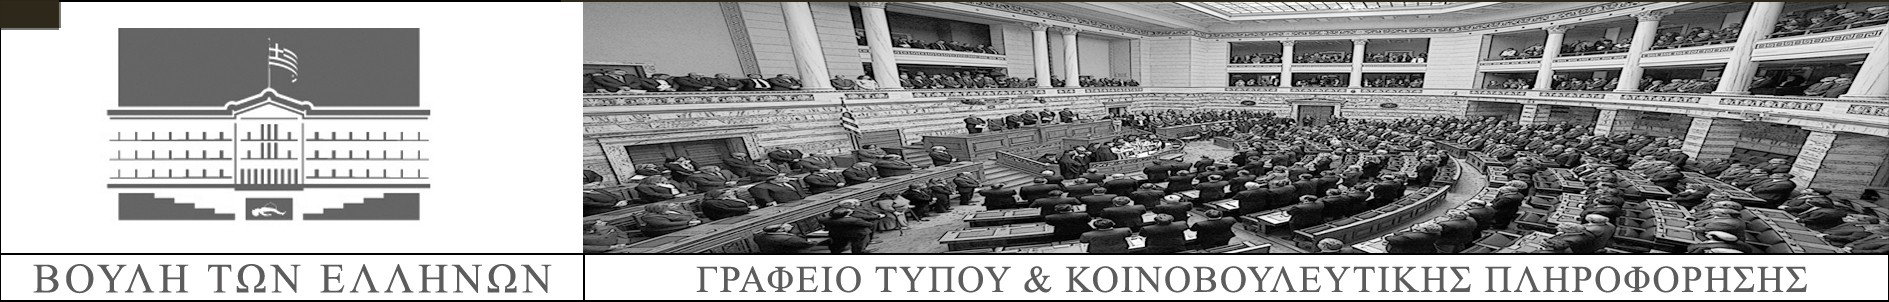 ΒΟΥΛΗ ΤΩΝ ΕΛΛΗΝΩΝ
ΓΡΑΦΕΙΟ ΤΥΠΟΥ & ΚΟΙΝΟΒΟΥΛΕΥΤΙΚΗΣ ΠΛΗΡΟΦΟΡΗΣΗΣ